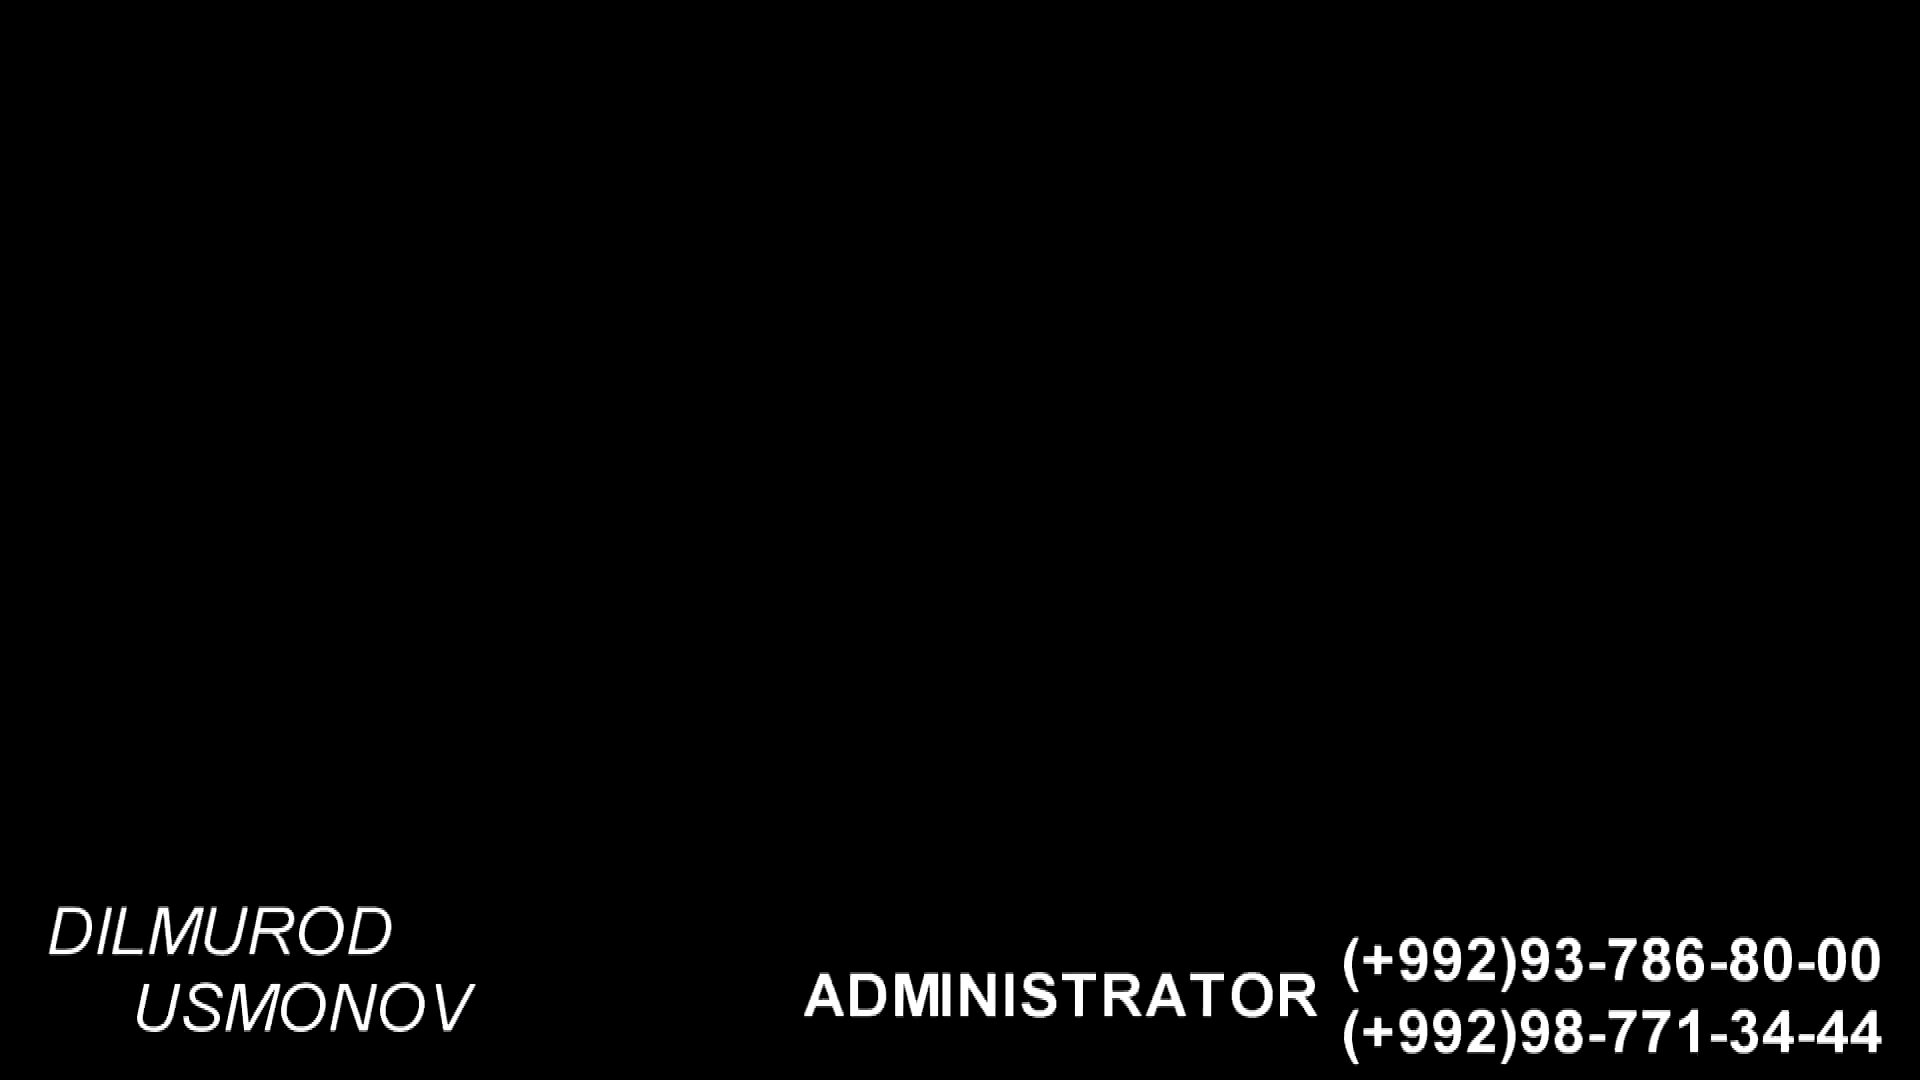 DILMUROD
USMONOV
ADMINISTRATOR
(+992)93-786-80-00
(+992)98-771-34-44